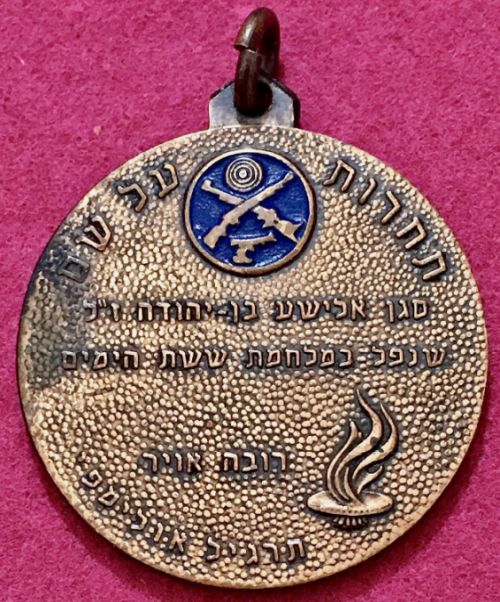 תחרות על שם
סגן אלישע בן-יהודה ז"ל
שנפל במלחמת ששת הימים
רובה אויר
תרגיל אולימפי